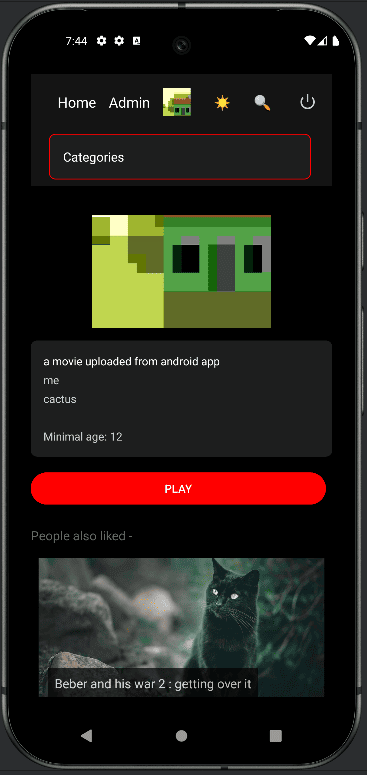 7:44
Home Admin
Categories
a movie uploaded from android app
me
cactus
Minimal age: 12
PLAY
People also liked -
Beber and his war 2 : getting over it